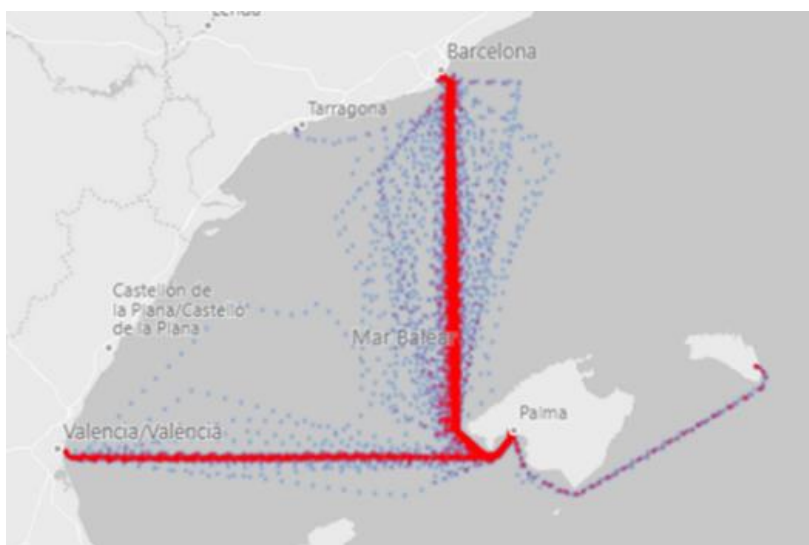 Barcelona
Tarragona
Castellón de
la Plana/Castelló
de la Plana
Mar Balear
Palma
Valencia/València